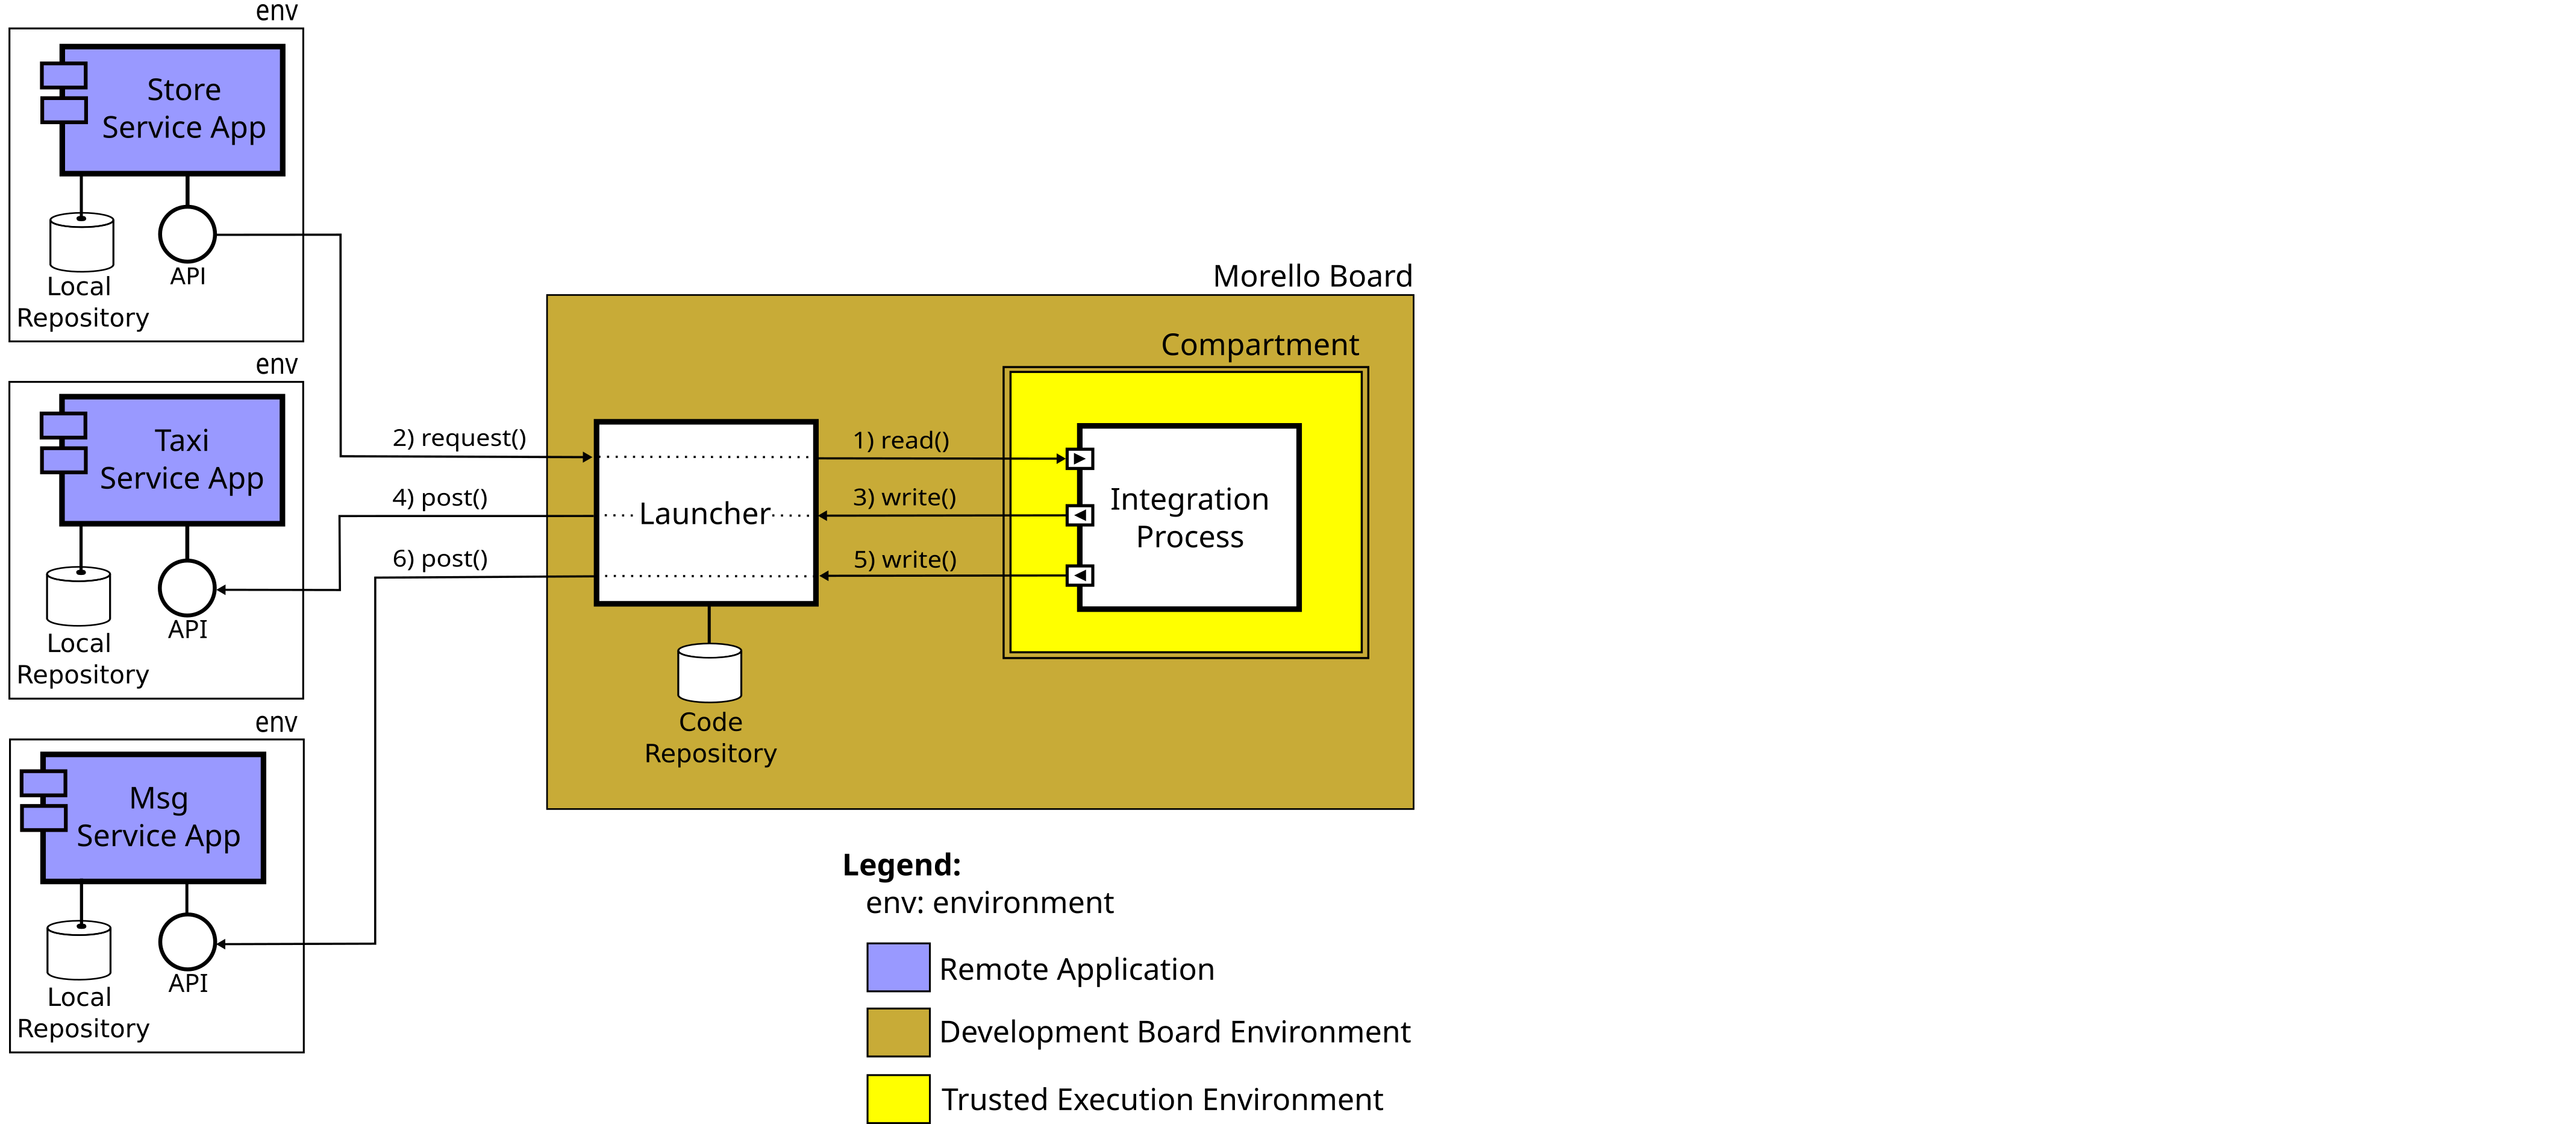 env
Store
Service App
API
Local
Repository
env
Taxi
Service App
API
Local
Repository
env
Msg
Service App
API
Local
Repository
2) request()
4) post()
6) post()
Morello Board
Compartment
1) read()
3) write()
5) write()
Launcher
Integration
Process
Code
Repository
Legend:
env: environment
Remote Application
Development Board Environment
Trusted Execution Environment